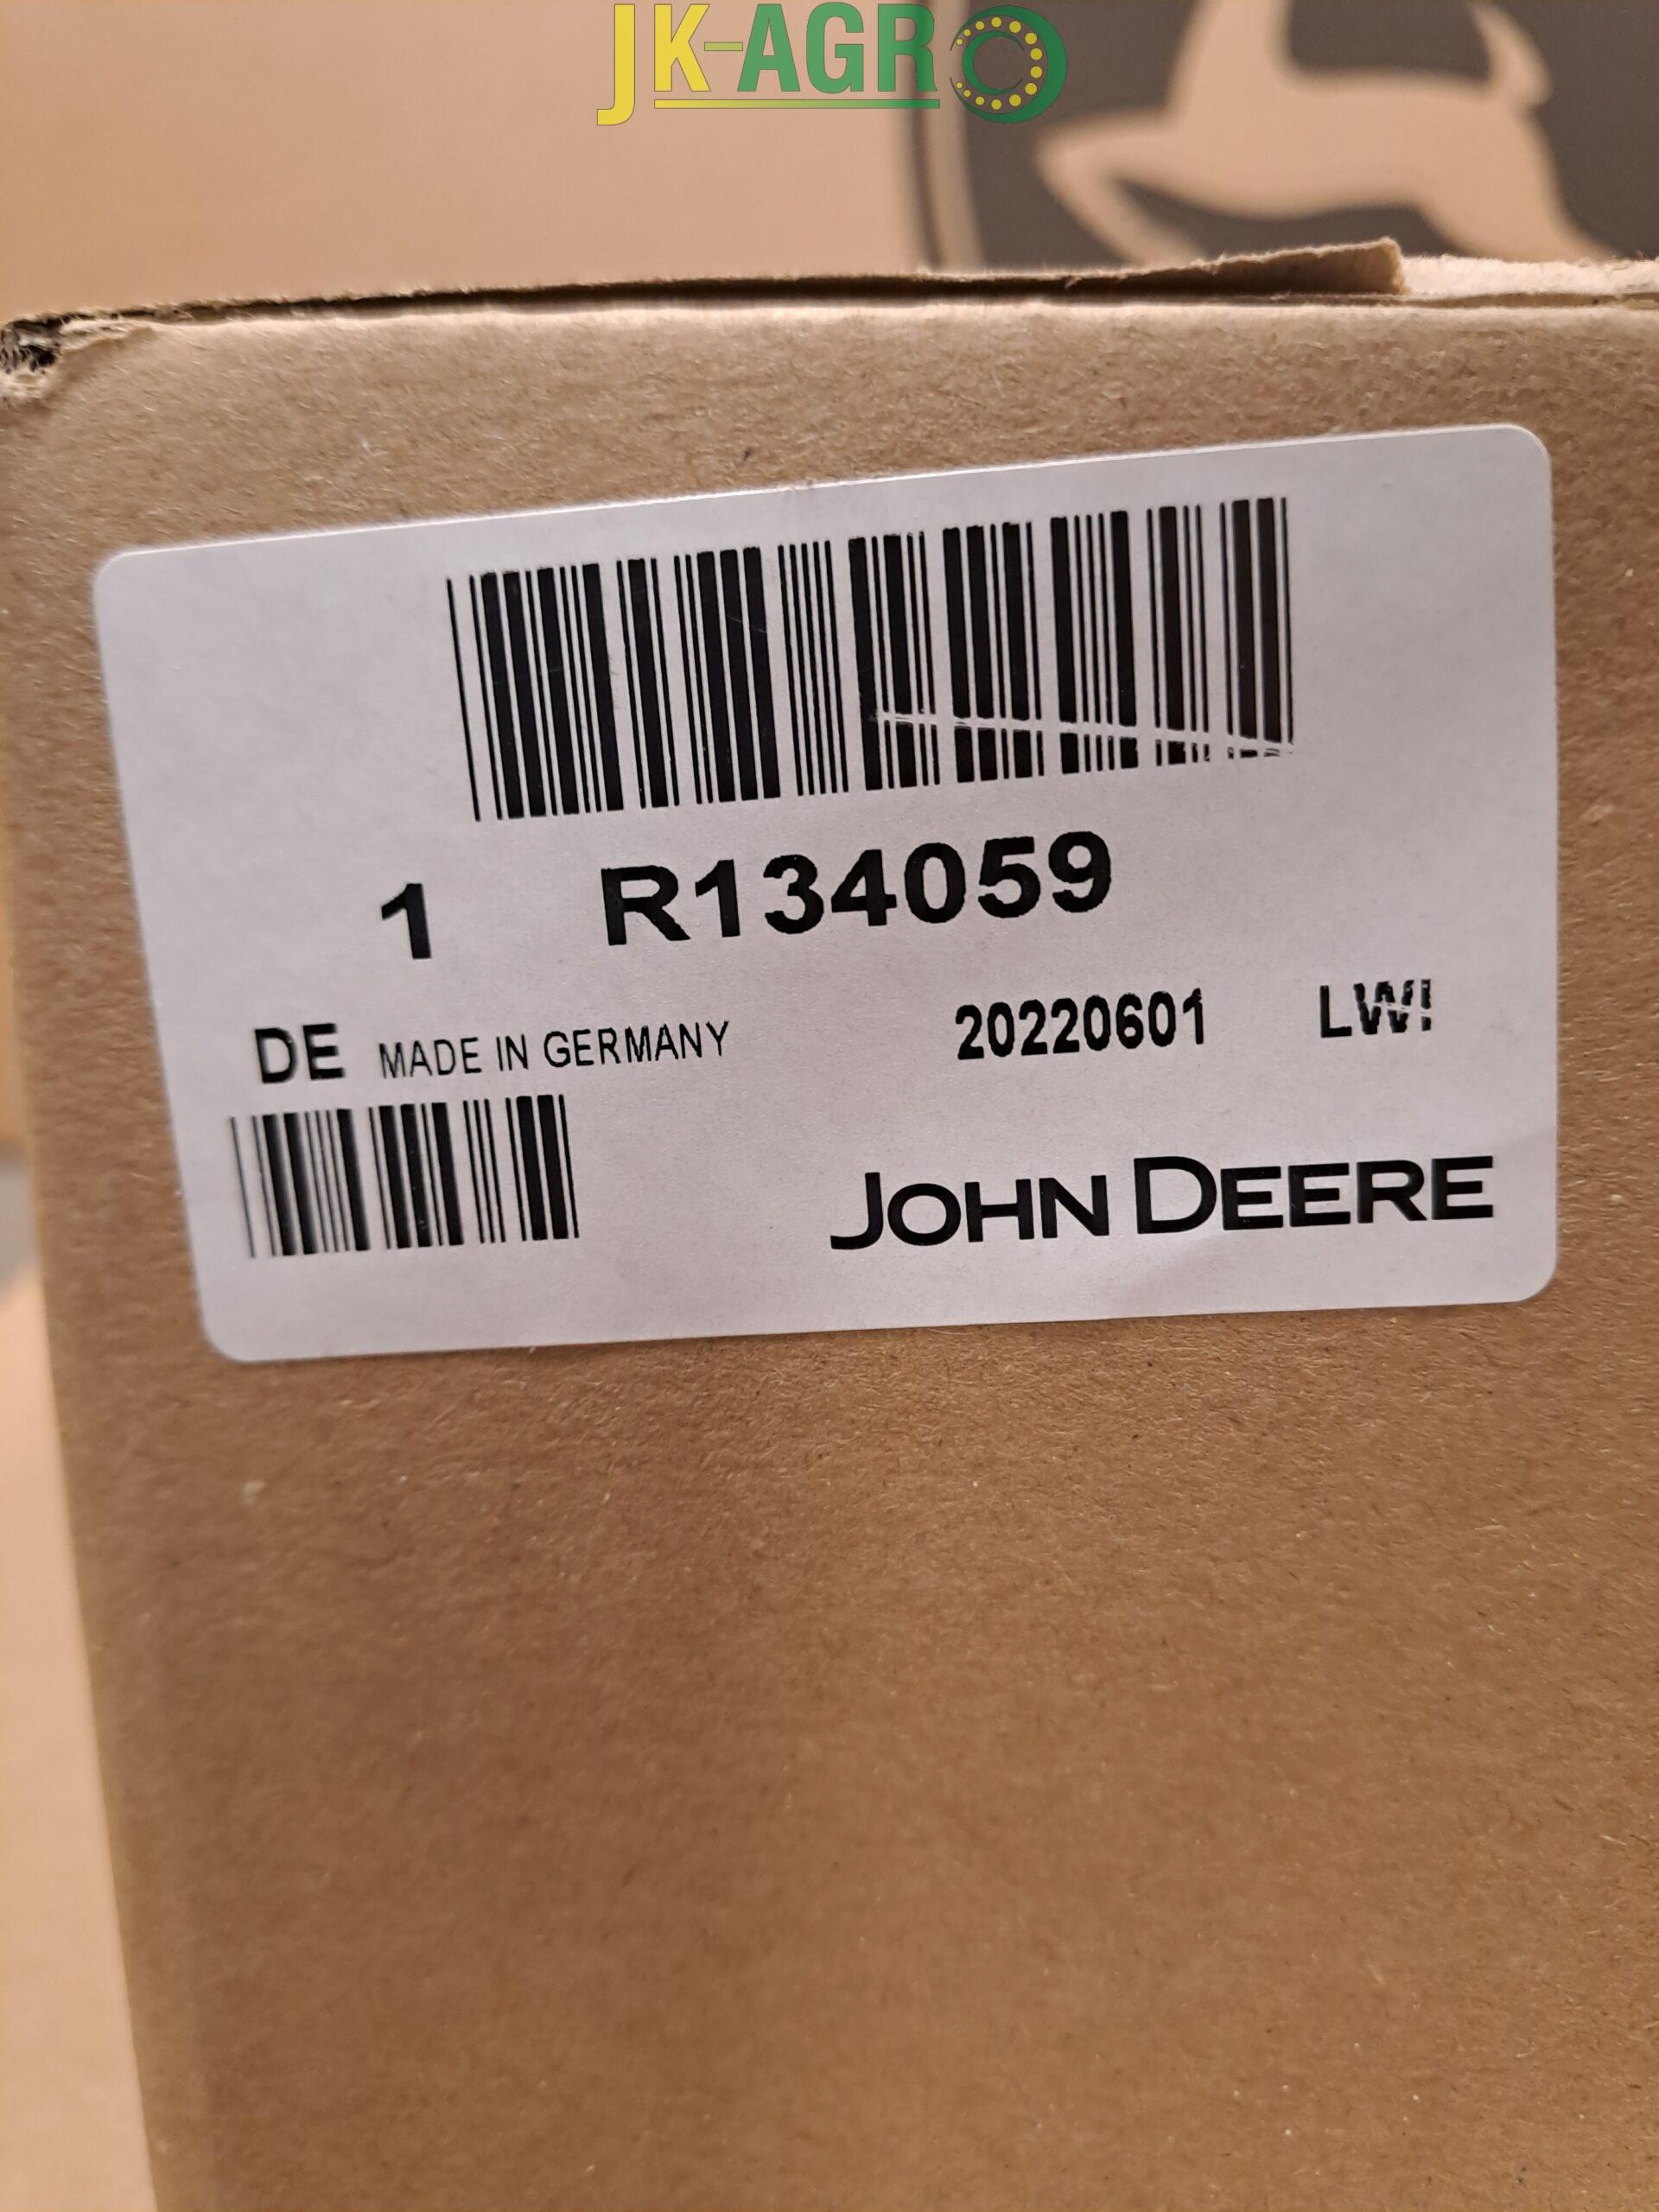 JK-AGRO
1 R134059
DE MADE IN GERMANY 20220601 LWI
JOHN DEERE